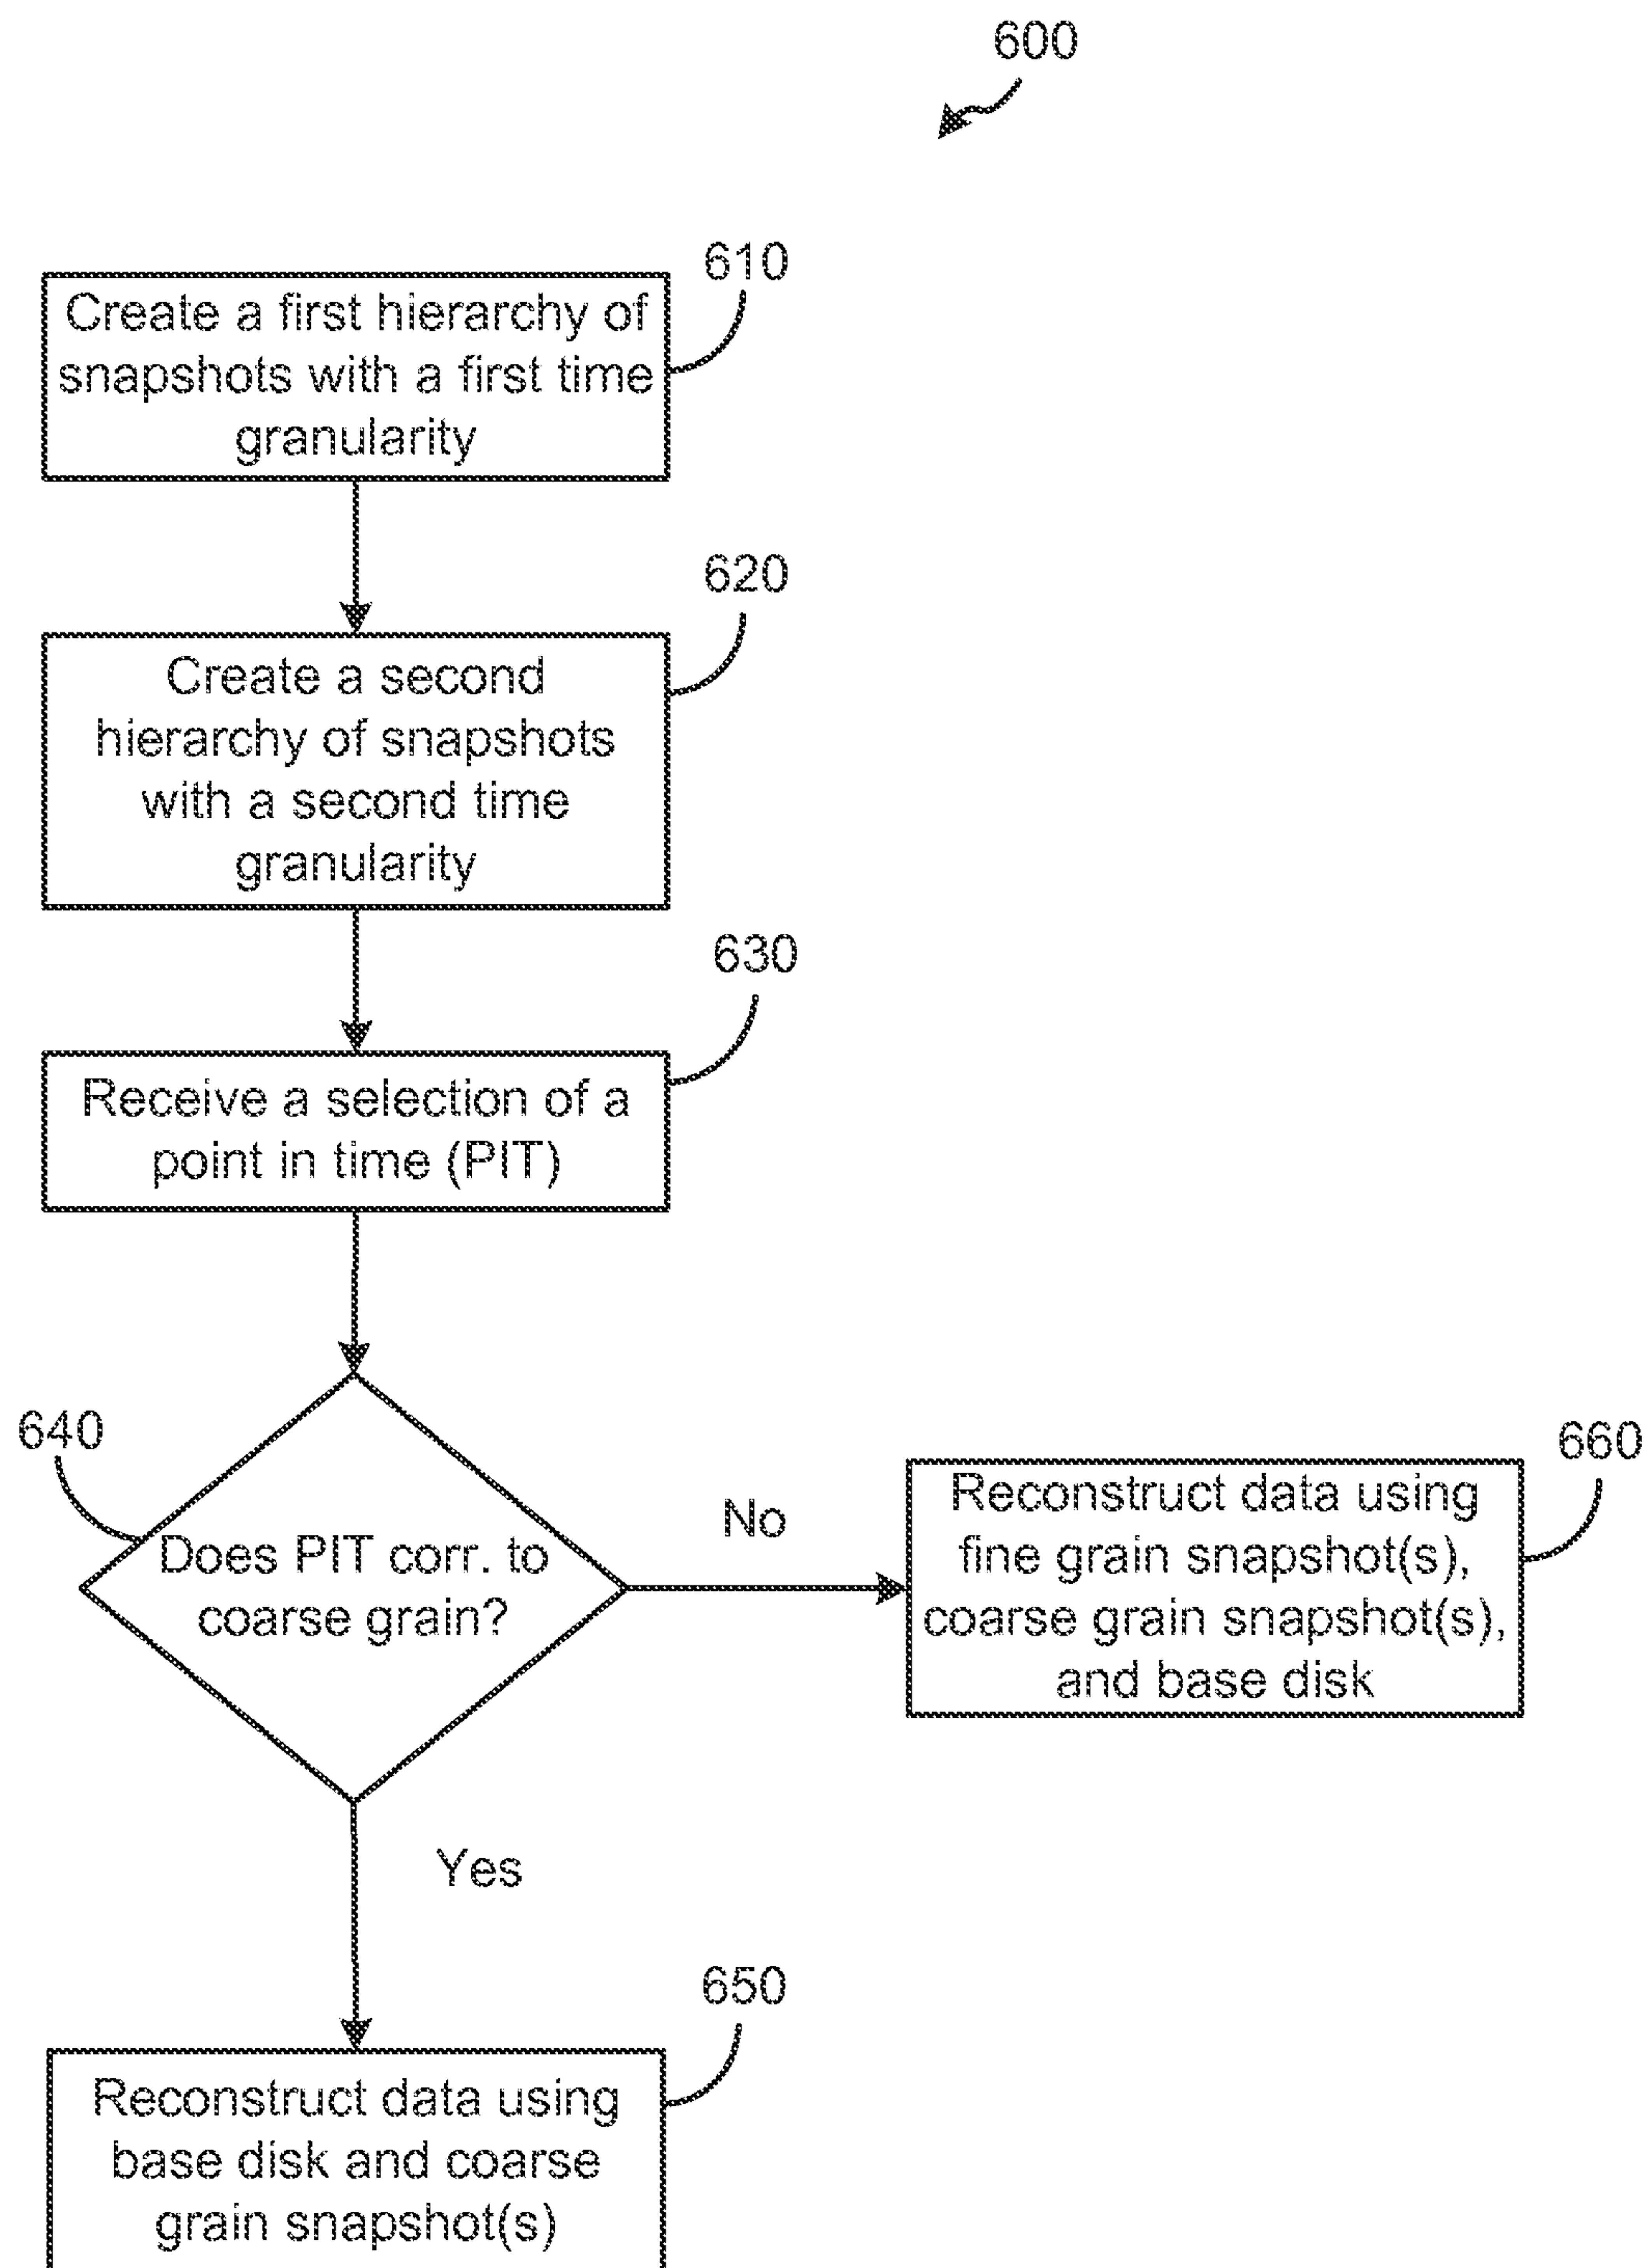 600
610
Create a first hierarchy of
snapshots with a first time
granularity
620
Create a second
hierarchy of snapshots
with a second time
granularity
630
Receive a selection of a
point in time (PIT)
640
Does PIT corr. to
coarse grain?
No
660
Reconstruct data using
fine grain snapshot(s),
coarse grain snapshot(s),
and base disk
Yes
650
Reconstruct data using
base disk and coarse
grain snapshot(s)